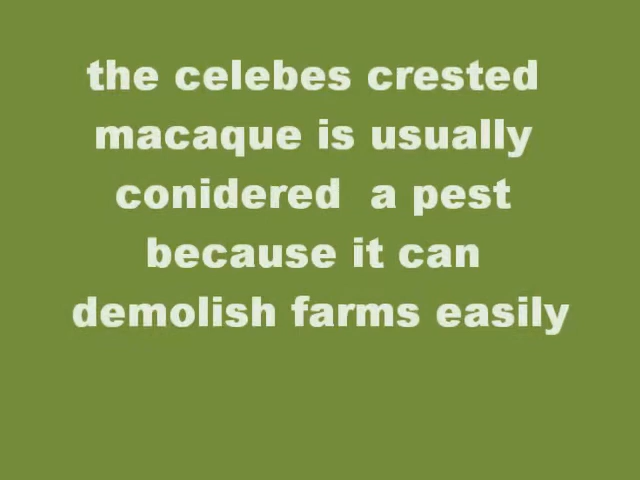 the celebes crested
macaque is usually
conidered a pest
because it can
demolish farms easily